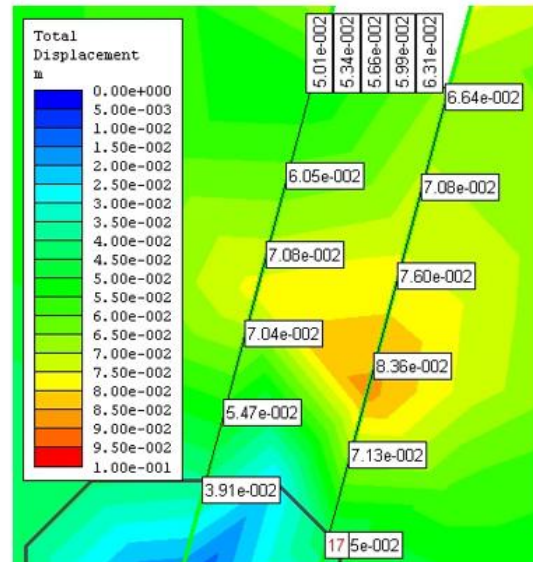 Total
Displacement
m
0.00e+000
5.00e-003
1.00e-002
1.50e-002
2.00e-002
2.50e-002
3.00e-002
3.50e-002
4.00e-002
4.50e-002
5.00e-002
5.50e-002
6.00e-002
6.50e-002
7.00e-002
7.50e-002
8.00e-002
8.50e-002
9.00e-002
9.50e-002
1.00e-001
5.01e-002
5.34e-002
5.66e-002
5.99e-002
6.31e-002
6.64e-002
6.05e-002
7.08e-002
7.08e-002
7.60e-002
7.04e-002
8.36e-002
5.47e-002
7.13e-002
3.91e-002
17 5e-002